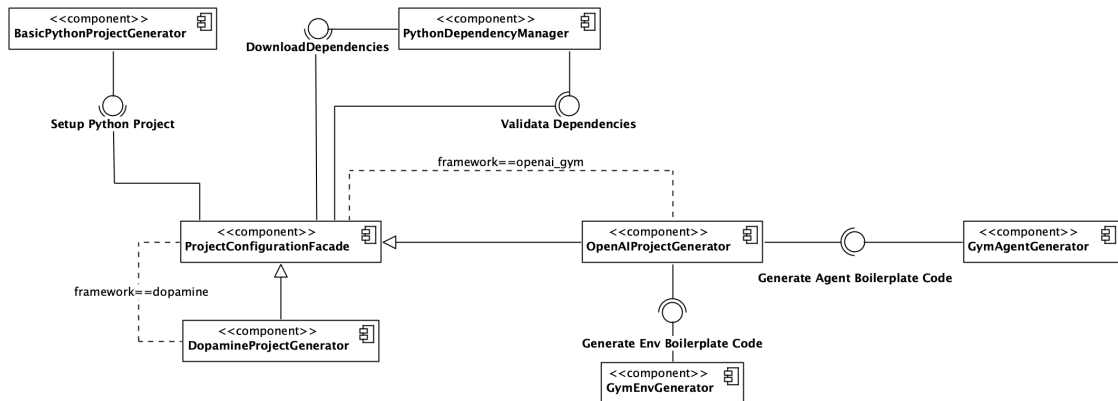 <<component>>
BasicPythonProjectGenerator
<<component>>
PythonDependencyManager
DownloadDependencies
Setup Python Project
Validata Dependencies
framework==openai_gym
<<component>>
ProjectConfigurationFacade
<<component>>
OpenAIProjectGenerator
<<component>>
GymAgentGenerator
Generate Agent Boilerplate Code
framework==dopamine
<<component>>
DopamineProjectGenerator
Generate Env Boilerplate Code
<<component>>
GymEnvGenerator